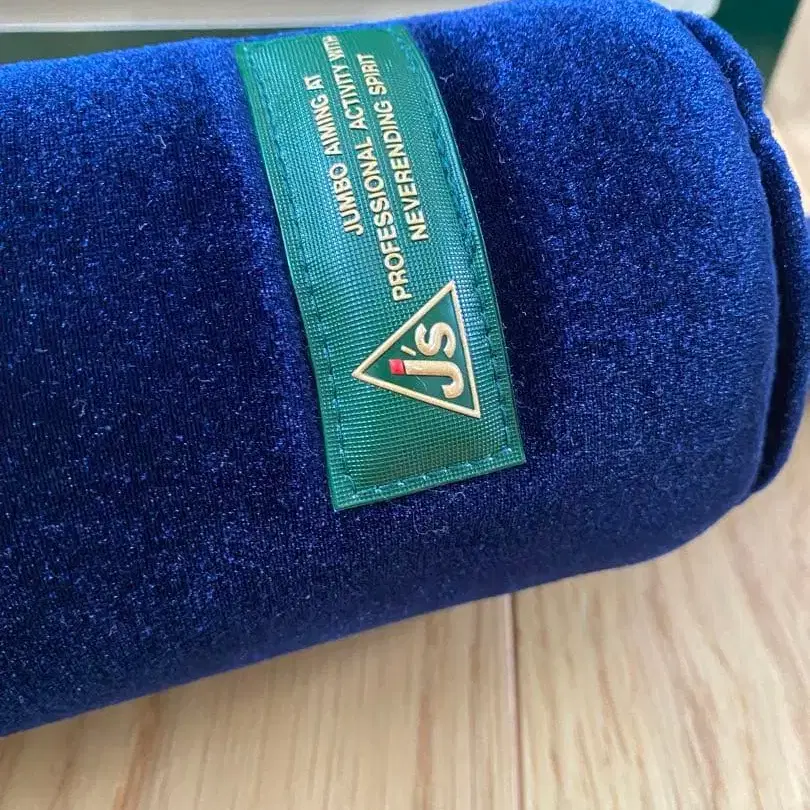 JUMBO AIMING AT
PROFESSIONAL ACTIVITY WITH
NEVERENDING SPIRIT
J's